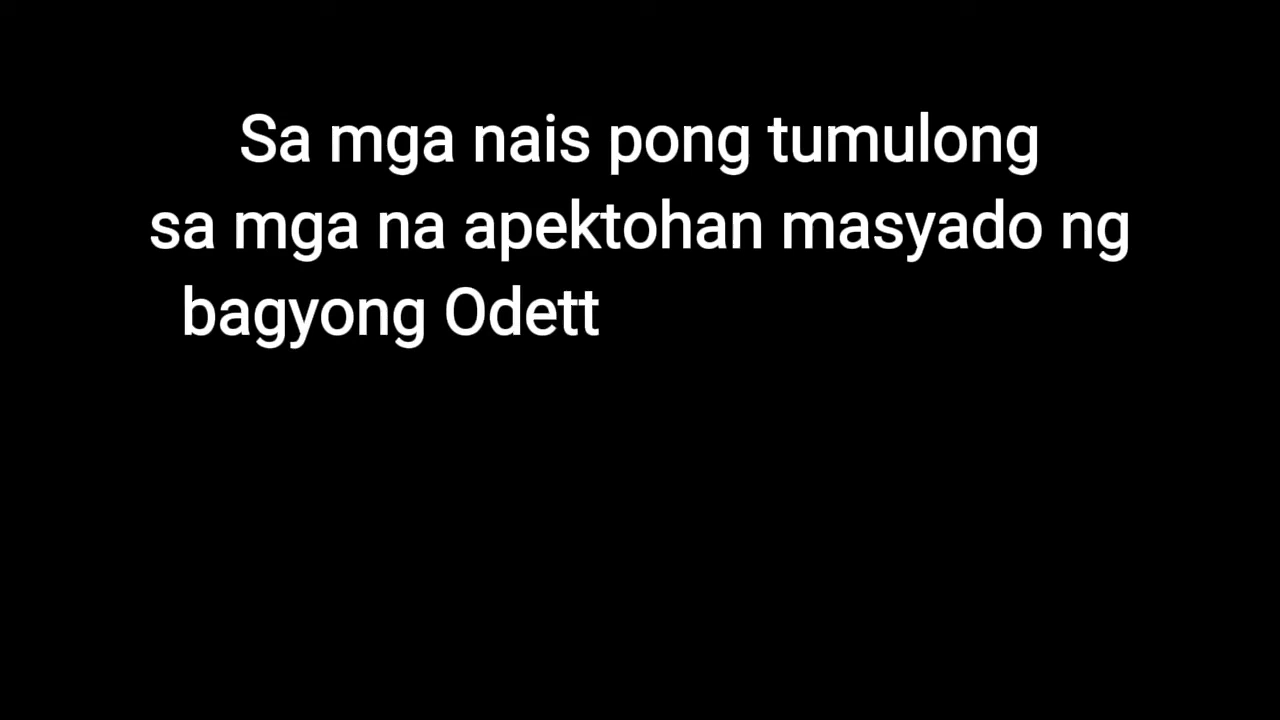 Sa mga nais pong tumulong
sa mga na apektohan masyado ng
bagyong Odett